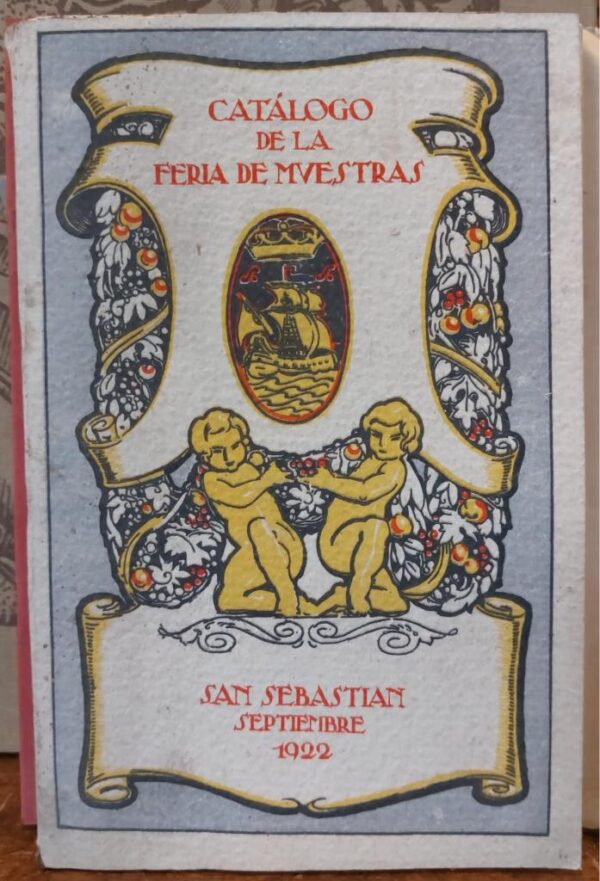 CATÁLOGO
DE LA
FERIA DE MVESTRAS
SAN SEBASTIAN
SEPTIEMBRE
1922